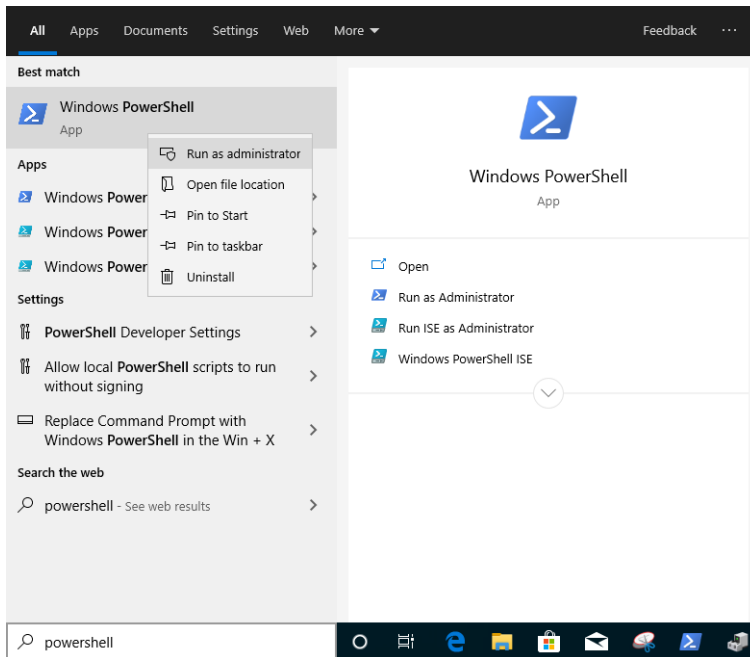 All Apps Documents Settings Web More Feedback ...
Best match
Windows PowerShell
App
Run as administrator
Open file location
Pin to Start
Pin to taskbar
Uninstall
Apps
Windows Power
Windows Power
Windows Power
Settings
PowerShell Developer Settings
Allow local PowerShell scripts to run
without signing
Replace Command Prompt with
Windows PowerShell in the Win + X
Search the web
powershell - See web results
Windows PowerShell
App
Open
Run as Administrator
Run ISE as Administrator
Windows PowerShell ISE
powershell